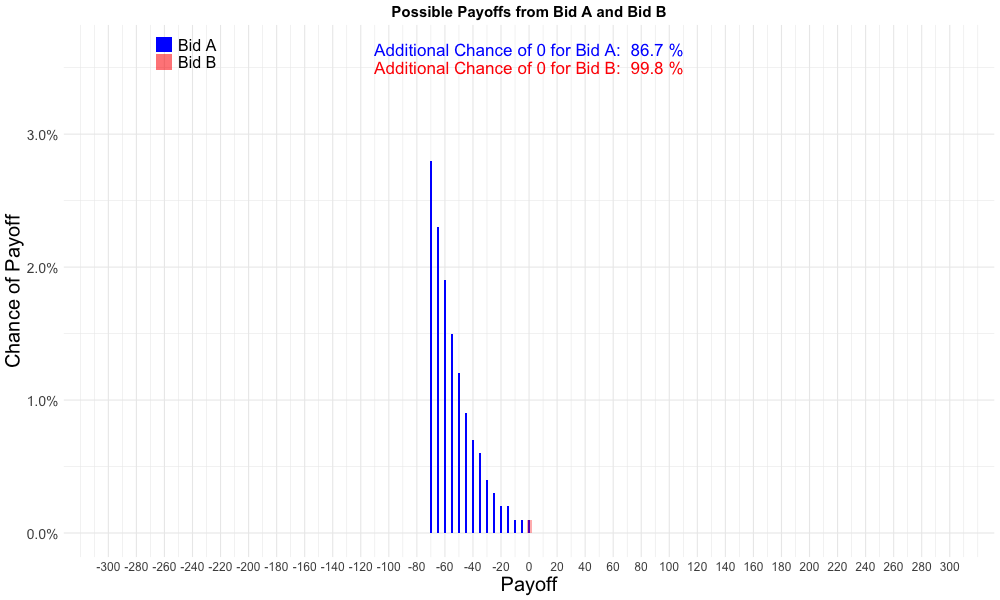 Possible Payoffs from Bid A and Bid B
Bid A
Bid B
Additional Chance of 0 for Bid A:  86.7 %
Additional Chance of 0 for Bid B:  99.8 %
Chance of Payoff
3.0%
2.0%
1.0%
0.0%
-300 -280 -260 -240 -220 -200 -180 -160 -140 -120 -100 -80 -60 -40 -20 0 20 40 60 80 100 120 140 160 180 200 220 240 260 280 300
Payoff